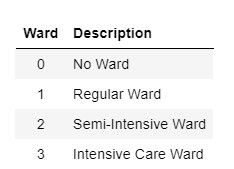 Ward Description
0 No Ward
1 Regular Ward
2 Semi-Intensive Ward
3 Intensive Care Ward